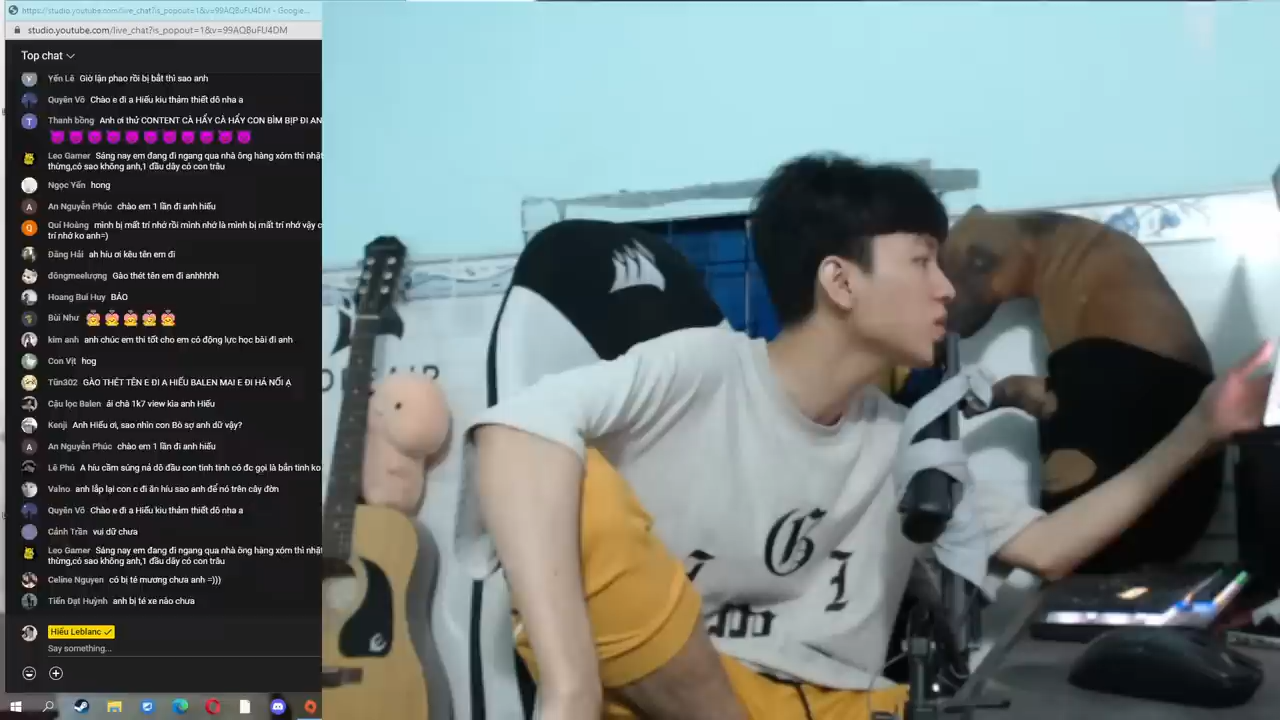 https://studio.youtube.com/live_chat?is_popout=1&v=99AQBuFU4DM - Google...
studio.youtube.com/live_chat?is_popout=1&v=99AQBuFU4DM
Top chat
Yến Lê Giờ lận phao rồi bị bắt thì sao anh
Quyên Võ Chào e đi a Hiếu kiu thảm thiết dô nha a
Thanh bồng Anh ơi thử CONTENT CÀ HẨY CÀ HẨY CON BÌM BỊP ĐI AN
Leo Gamer Sáng nay em đang đi ngang qua nhà ông hàng xóm thì nhặt
thừng,có sao không anh,1 đầu dây có con trâu
Ngọc Yến hong
An Nguyễn Phúc chào em 1 lần đi anh hiếu
Quí Hoàng mình bị mất trí nhớ rồi mình nhớ là mình bị mất trí nhớ vậy c
trí nhớ ko anh=)
Đăng Hải ah híu ơi kêu tên em đi
đôngmeelượng Gào thét tên em đi anhhhhh
Hoang Bui Huy BÁO
Bùi Như
kim anh anh chúc em thi tốt cho em có động lực học bài đi anh
Con Vịt hog
Tũn302 GÀO THÉT TÊN E ĐI A HIẾU BALEN MAI E ĐI HÁ NỔI Ạ
Cậu lọc Balen ái chà 1k7 view kìa anh Hiếu
Kenji Anh Hiếu ơi, sao nhìn con Bò sợ anh dữ vậy?
An Nguyễn Phúc chào em 1 lần đi anh hiếu
Lê Phú A híu cầm súng nả dô đầu con tinh tinh có đc gọi là bắn tinh ko
Valno anh lắp lại con c đi ăn híu sao anh để nó trên cây đờn
Quyên Võ Chào e đi a Hiếu kiu thảm thiết dô nha a
Cảnh Trần vui dữ chưa
Leo Gamer Sáng nay em đang đi ngang qua nhà ông hàng xóm thì nhặt
thừng,có sao không anh,1 đầu dây có con trâu
Celine Nguyen có bị té mương chưa anh =)))
Tiến Đạt Huỳnh anh bị té xe nào chưa
Hiếu Leblanc
Say something...